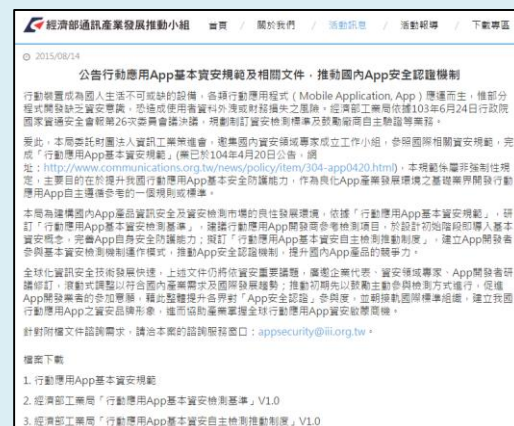 經濟部通訊產業發展推動小組 首頁 / 關於我們 / 活動訊息 / 活動報導 / 下載專區
2015/08/14
公告行動應用App基本資安規範及相關文件，推動國內App安全認證機制
行動裝置成為國人生活不可或缺的設備，各類行動應用程式（Mobile Application, App）應運而生，惟部分
程式開發缺乏資安意識，恐造成使用者資料外洩或財務損失之風險。經濟部工業局依據103年6月24日行政院
國家資通安全會報第26次委員會議決議，規劃制訂資安檢測標準及鼓勵廠商自主驗證等業務。
爰此，本局委託財團法人資訊工業策進會，邀集國內資安領域專家成立工作小組，參照國際相關資安規範，完
成「行動應用App基本資安規範」(業已於104年4月20日公告，網
址：http://www.communications.org.tw/news/policy/item/304-app0420.html)，本規範係屬非強制性規
定，主要目的在於提升我國行動應用App基本安全防護能力，作為良化App產業發展環境之基礎業界開發行動
應用App自主遵循參考的一個規則或標準。
本局為建構國內App產品資訊安全及資安檢測市場的良性發展環境，依據「行動應用App基本資安規範」，研
訂「行動應用App基本資安檢測基準」，建議行動應用App開發商參考檢測項目，於設計初始階段即導入基本
資安概念，完善App自身安全防護能力；擬訂「行動應用App基本資安自主檢測推動制度」，建立App開發者
參與基本資安檢測機制運作模式，推動App安全認證機制，提升國內App產品的競爭力。
全球化資訊安全技術發展快速，上述文件仍將依資安重要議題，廣邀企業代表、資安領域專家、App開發者研
議修訂，滾動式調整以符合國內產業需求及國際發展趨勢；推動初期先以鼓勵主動參與檢測方式進行，促進
App開發業者的參加意願，藉此整體提升各界對「App安全認證」參與度，並朝接軌國際標準組織，建立我國
行動應用App之資安品牌形象，進而協助產業掌握全球行動應用App資安啟蒙商機。
針對附檔文件諮詢需求，請洽本案的諮詢服務窗口：appsecurity@iii.org.tw。
檔案下載
1. 行動應用App基本資安規範
2. 經濟部工業局「行動應用App基本資安檢測基準」V1.0
3. 經濟部工業局「行動應用App基本資安自主檢測推動制度」V1.0